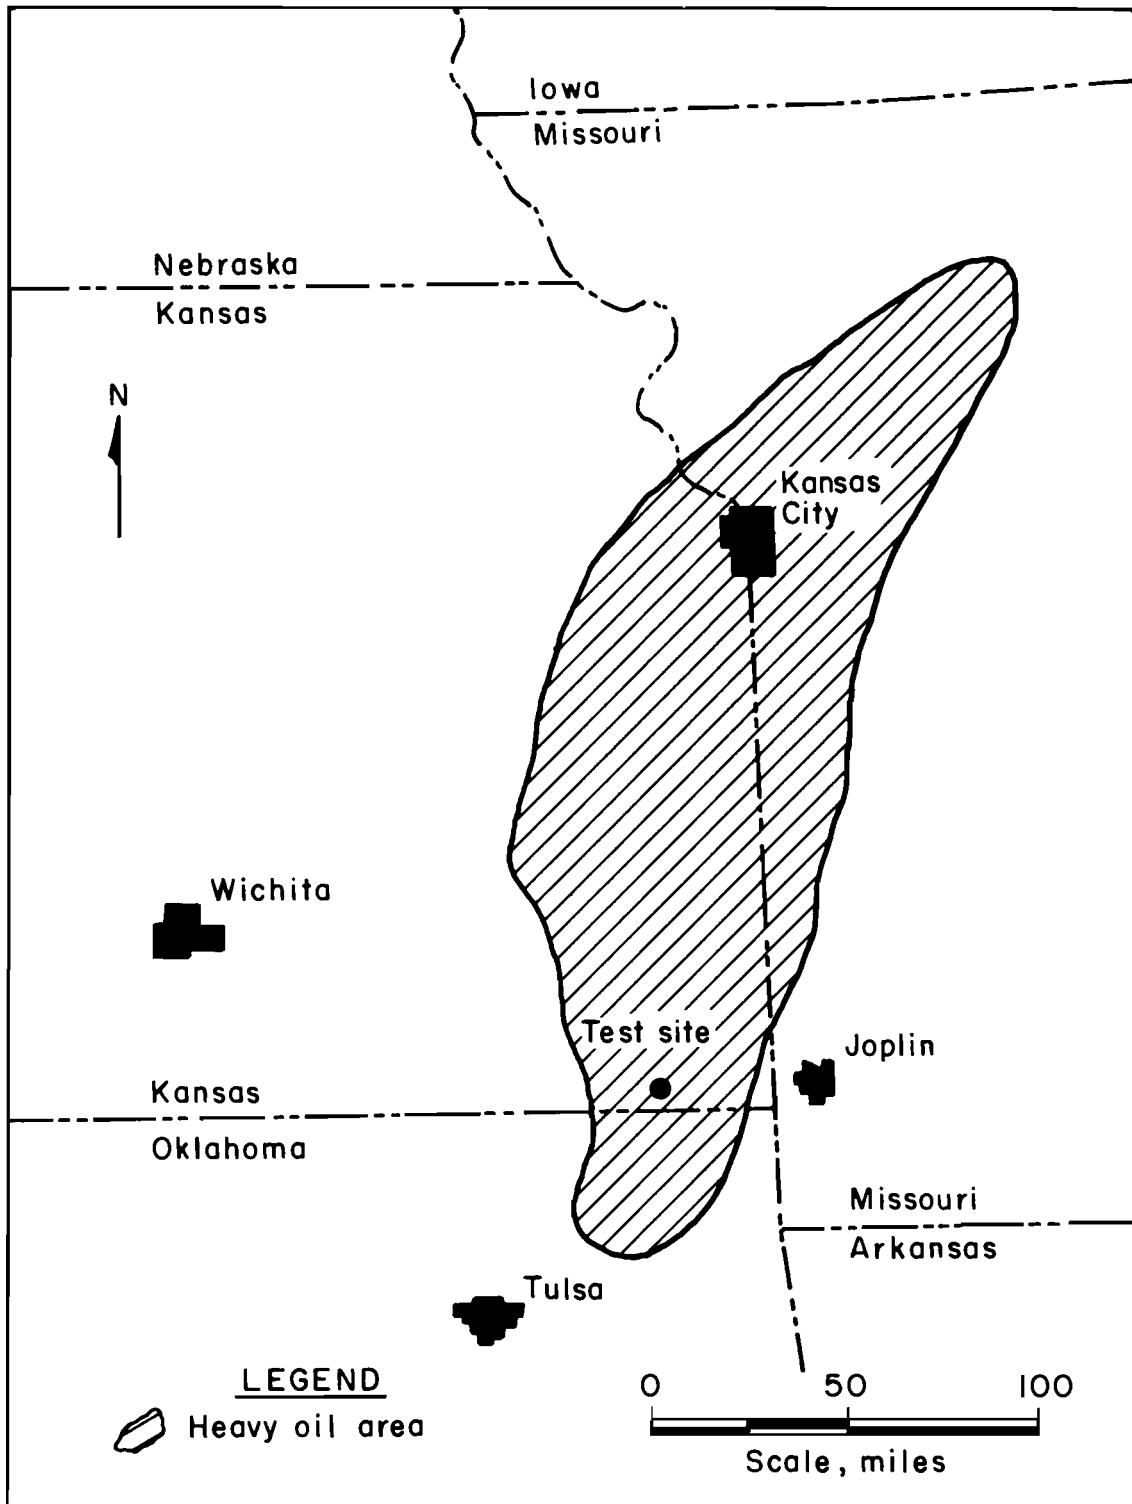 Iowa
Missouri
Nebraska
Kansas
N
Kansas
City
Wichita
Test site
Joplin
Kansas
Oklahoma
Missouri
Arkansas
Tulsa
LEGEND
Heavy oil area
0 50 100
Scale, miles